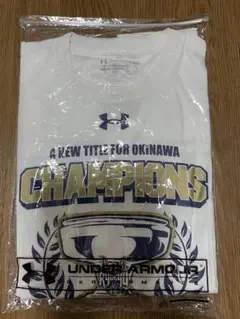 A NEW TITLE FOR OKINAWA
CHAMPIONS
UNDER ARMOUR